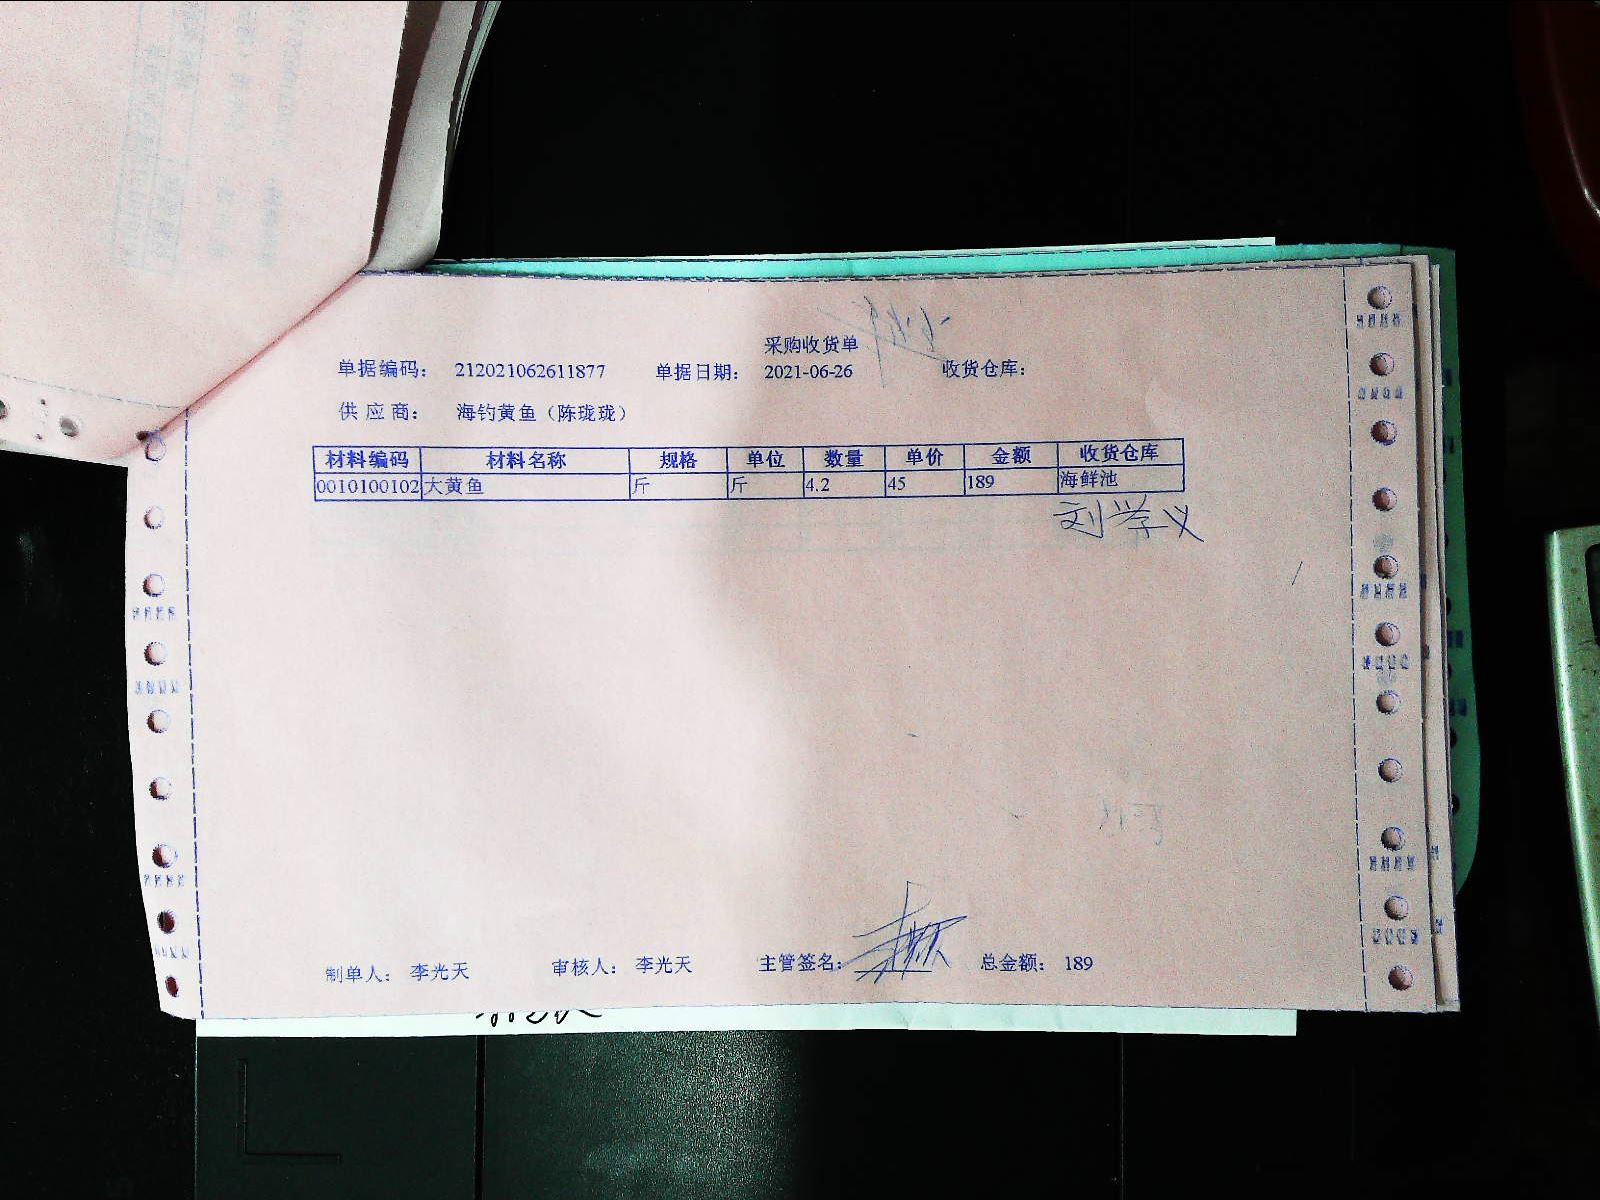 采购收货单
单据编码： 212021062611877 单据日期： 2021-06-26 收货仓库：
供 应 商： 海钓黄鱼（陈珑珑）
材料编码 材料名称 规格 单位 数量 单价 金额 收货仓库
0010100102 大黄鱼 斤 斤 4.2 45 189 海鲜池
刘学义
制单人： 李光天 审核人： 李光天 主管签名： 总金额： 189